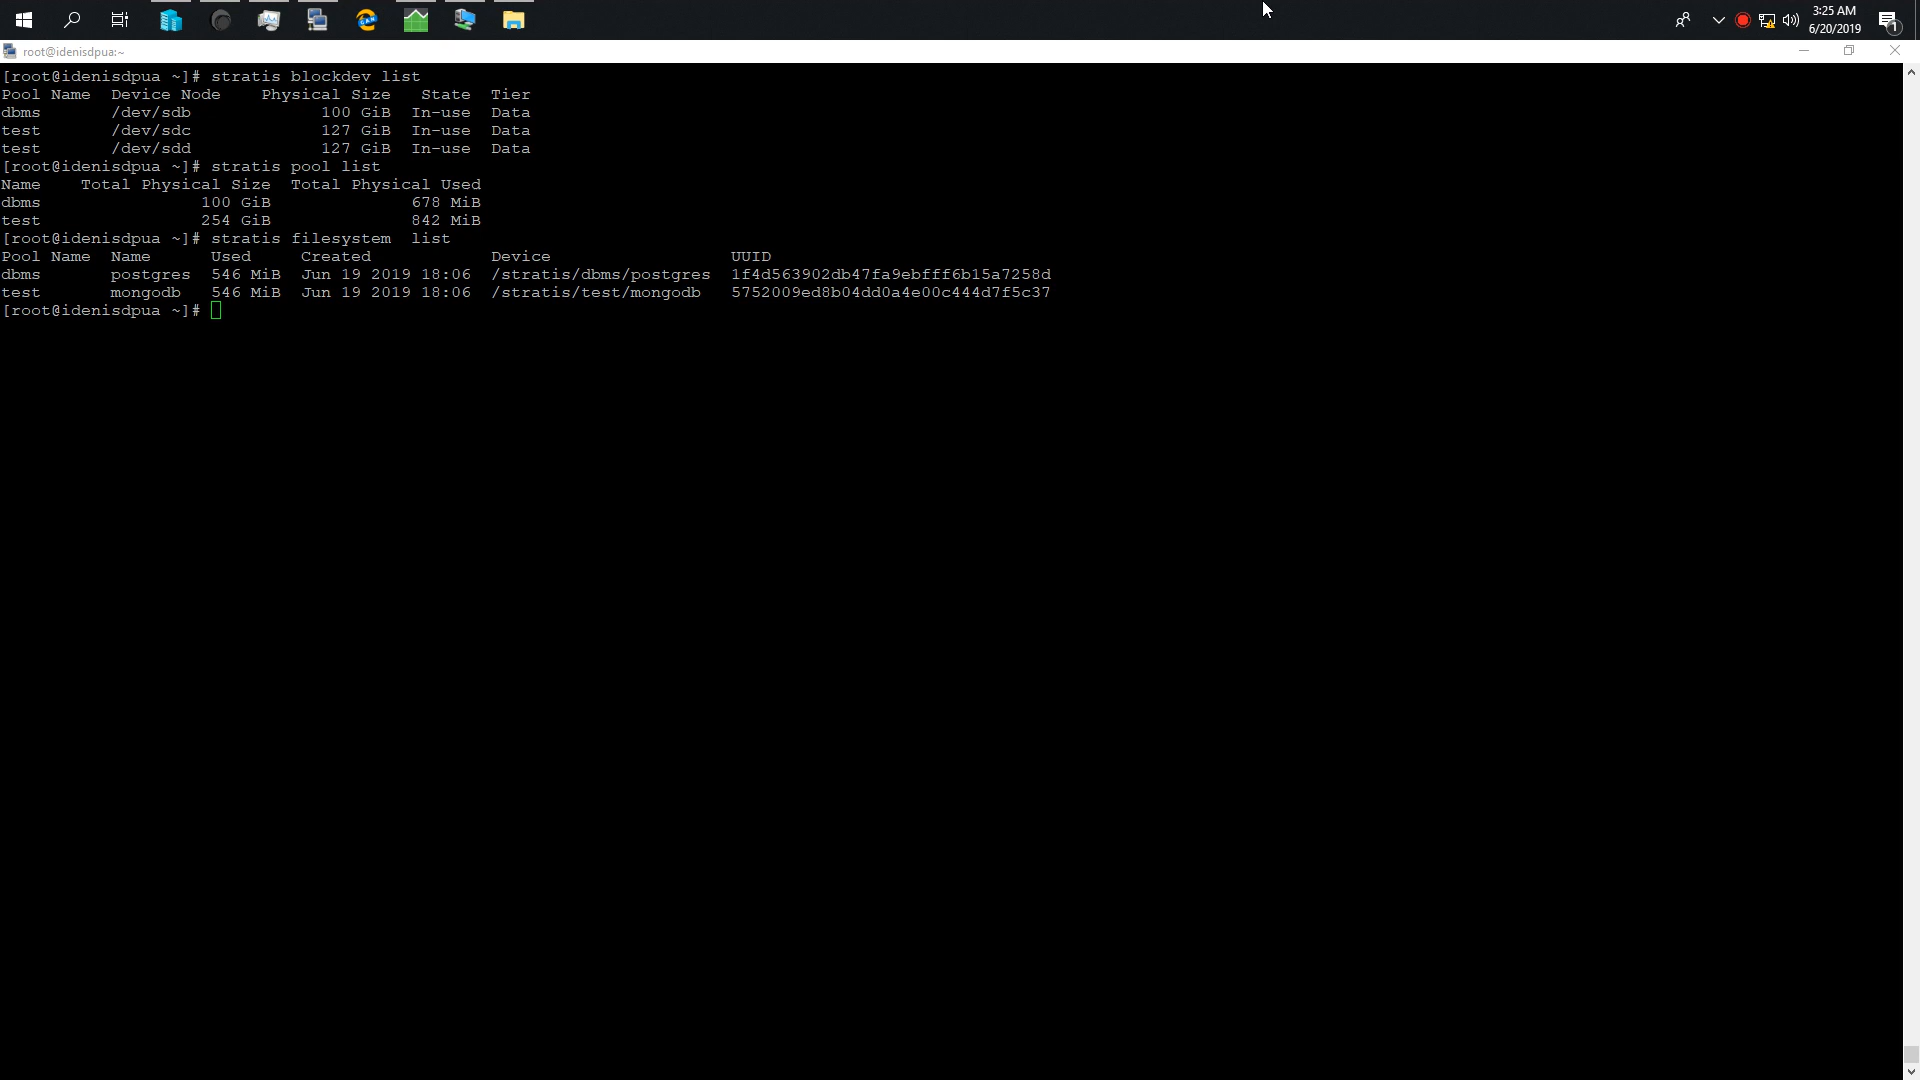 3:25 AM
6/20/2019
1
root@idenisdpua:~
[root@idenisdpua ~]# stratis blockdev list
Pool Name  Device Node    Physical Size   State  Tier
dbms       /dev/sdb             100 GiB  In-use  Data
test       /dev/sdc             127 GiB  In-use  Data
test       /dev/sdd             127 GiB  In-use  Data
[root@idenisdpua ~]# stratis pool list
Name    Total Physical Size  Total Physical Used
dbms                100 GiB              678 MiB
test                254 GiB              842 MiB
[root@idenisdpua ~]# stratis filesystem  list
Pool Name  Name      Used     Created            Device                  UUID
dbms       postgres  546 MiB  Jun 19 2019 18:06  /stratis/dbms/postgres  1f4d563902db47fa9ebfff6b15a7258d
test       mongodb   546 MiB  Jun 19 2019 18:06  /stratis/test/mongodb   5752009ed8b04dd0a4e00c444d7f5c37
[root@idenisdpua ~]#